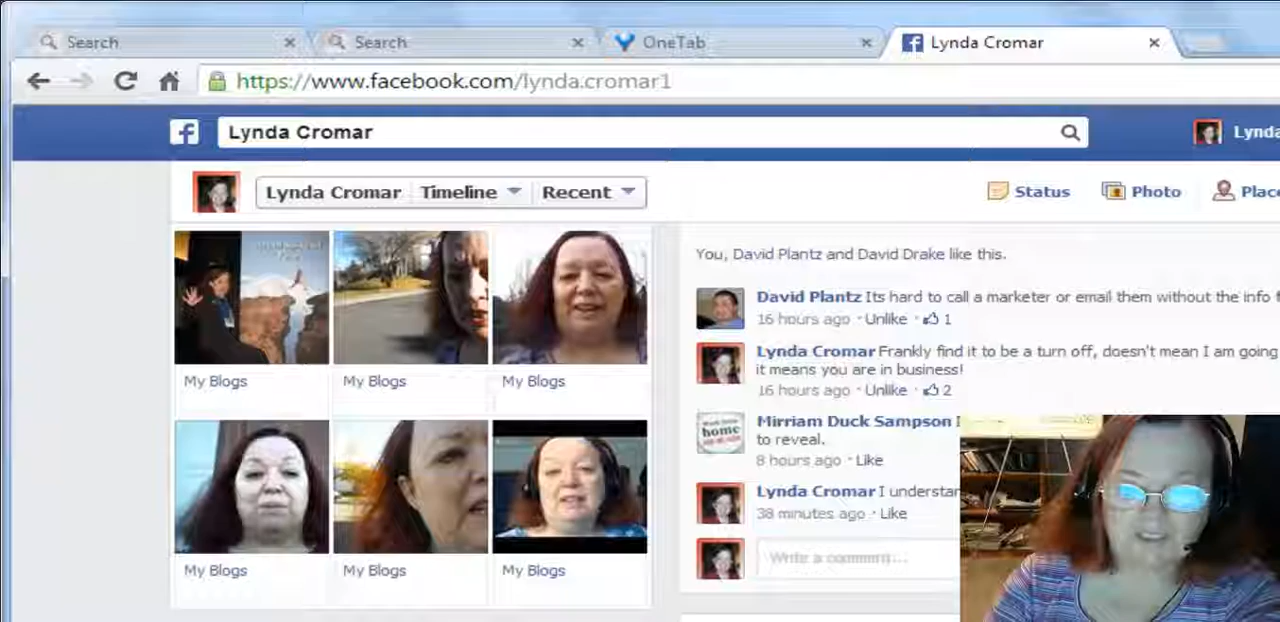 Search
Search
OneTab
Lynda Cromar
https://www.facebook.com/lynda.cromar1
Lynda Cromar
Lynda
Lynda Cromar Timeline Recent
Status Photo Place
My Blogs My Blogs My Blogs
My Blogs My Blogs My Blogs
You, David Plantz and David Drake like this.
David Plantz Its hard to call a marketer or email them without the info
16 hours ago · Unlike · 1
Lynda Cromar Frankly find it to be a turn off, doesn't mean I am going
it means you are in business!
16 hours ago · Unlike · 2
home
Mirriam Duck Sampson
to reveal.
8 hours ago · Like
Lynda Cromar I understan
38 minutes ago · Like
Write a comment...